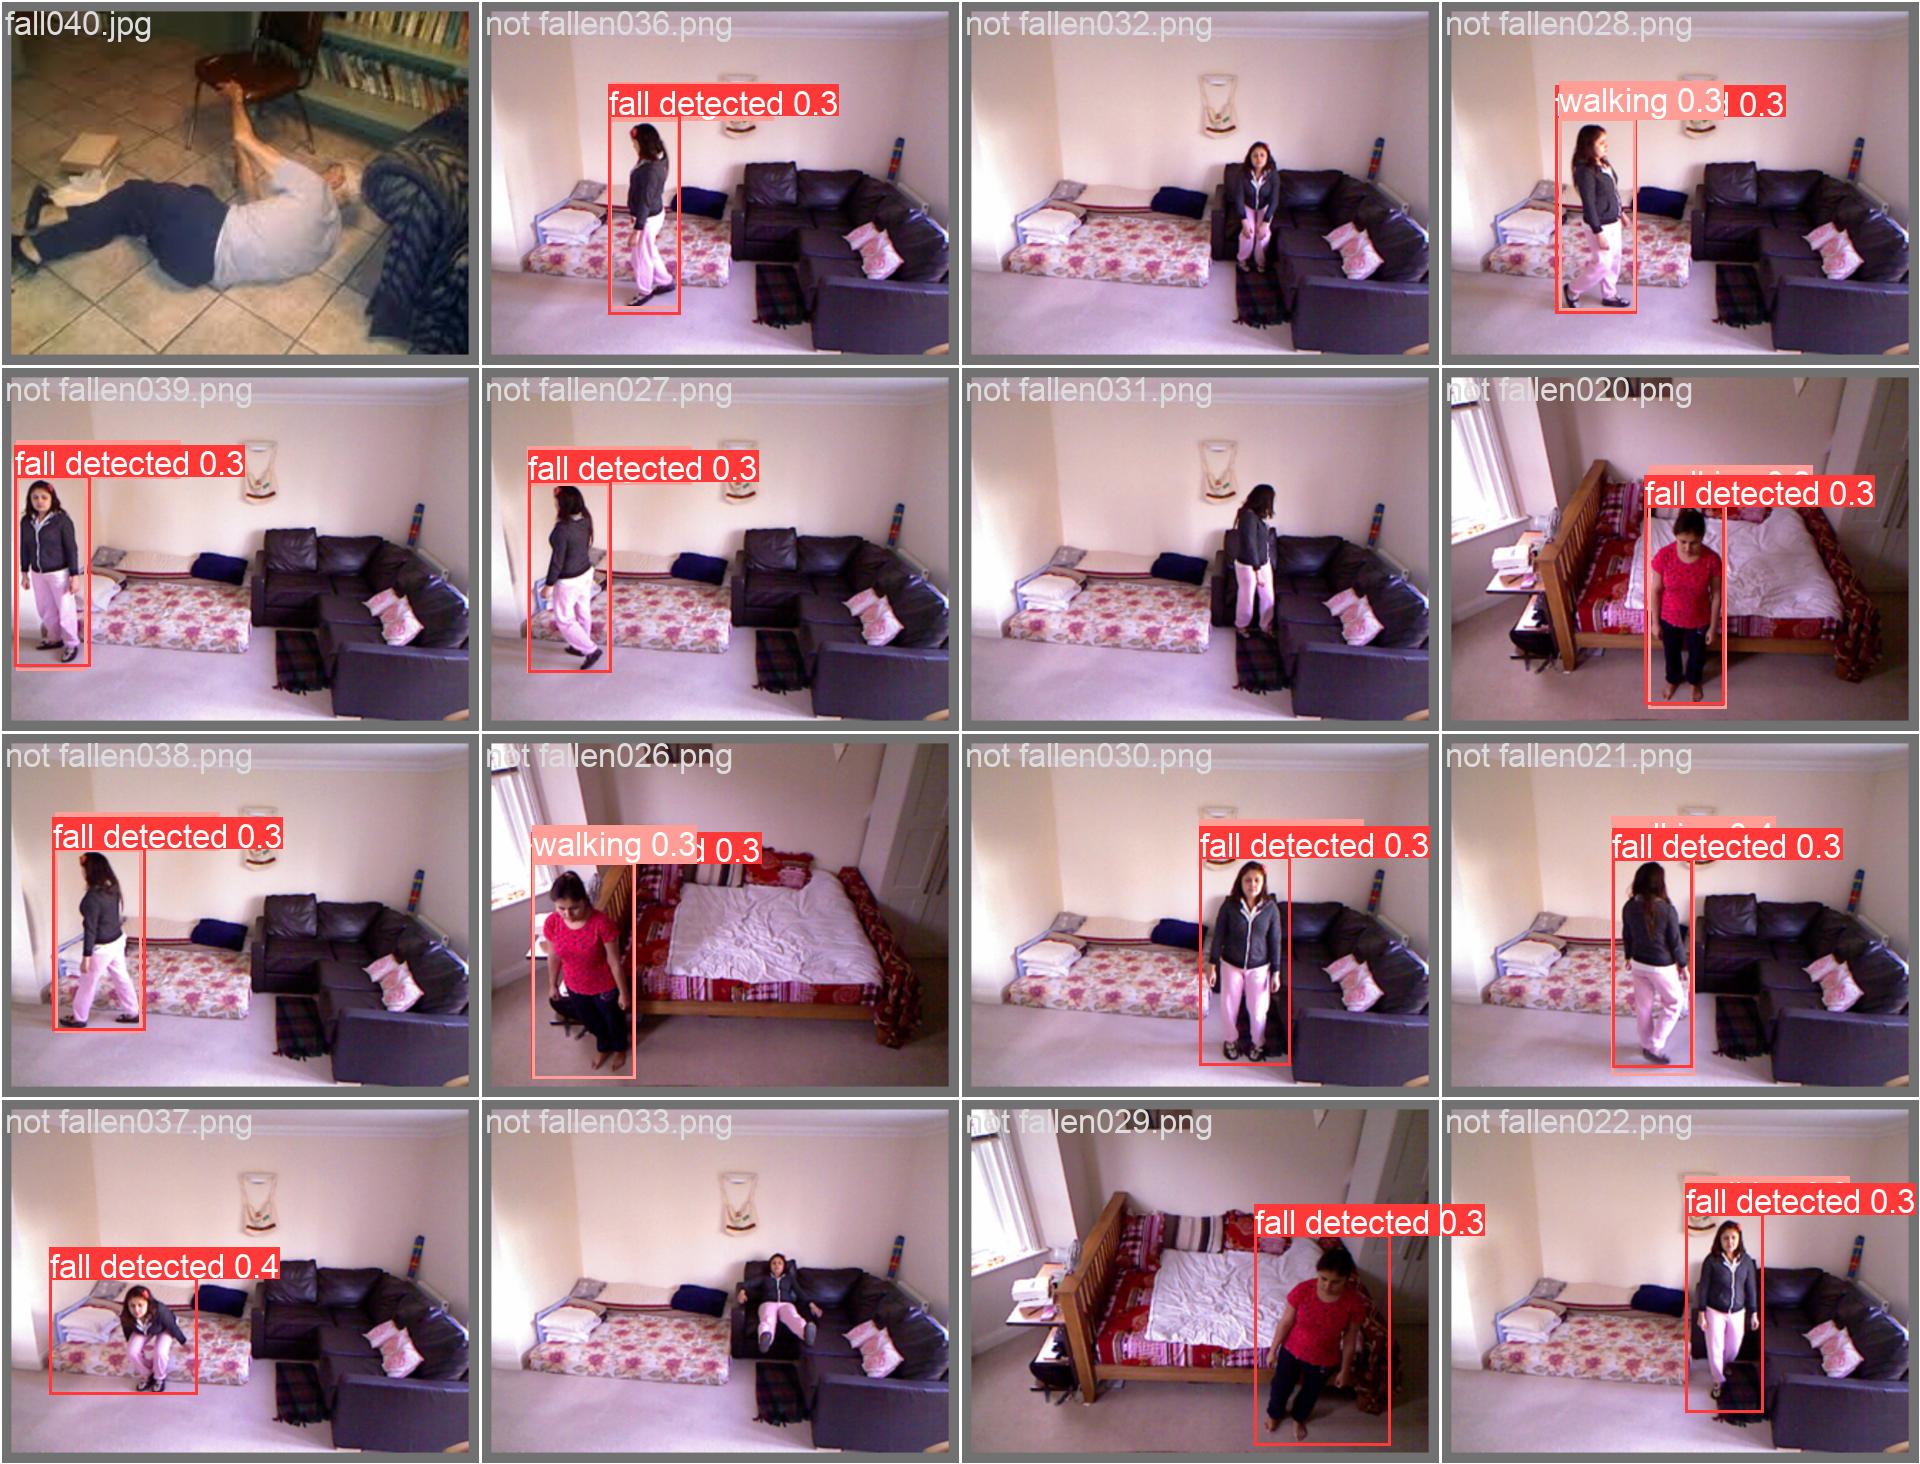 fall040.jpg
not fallen036.png
fall detected 0.3
not fallen032.png
not fallen028.png
walking 0.3
0.3
not fallen039.png
fall detected 0.3
not fallen027.png
fall detected 0.3
not fallen031.png
not fallen020.png
fall detected 0.3
not fallen038.png
fall detected 0.3
not fallen026.png
walking 0.3
d 0.3
not fallen030.png
fall detected 0.3
not fallen021.png
fall detected 0.3
not fallen037.png
fall detected 0.4
not fallen033.png
not fallen029.png
fall detected 0.3
not fallen022.png
fall detected 0.3